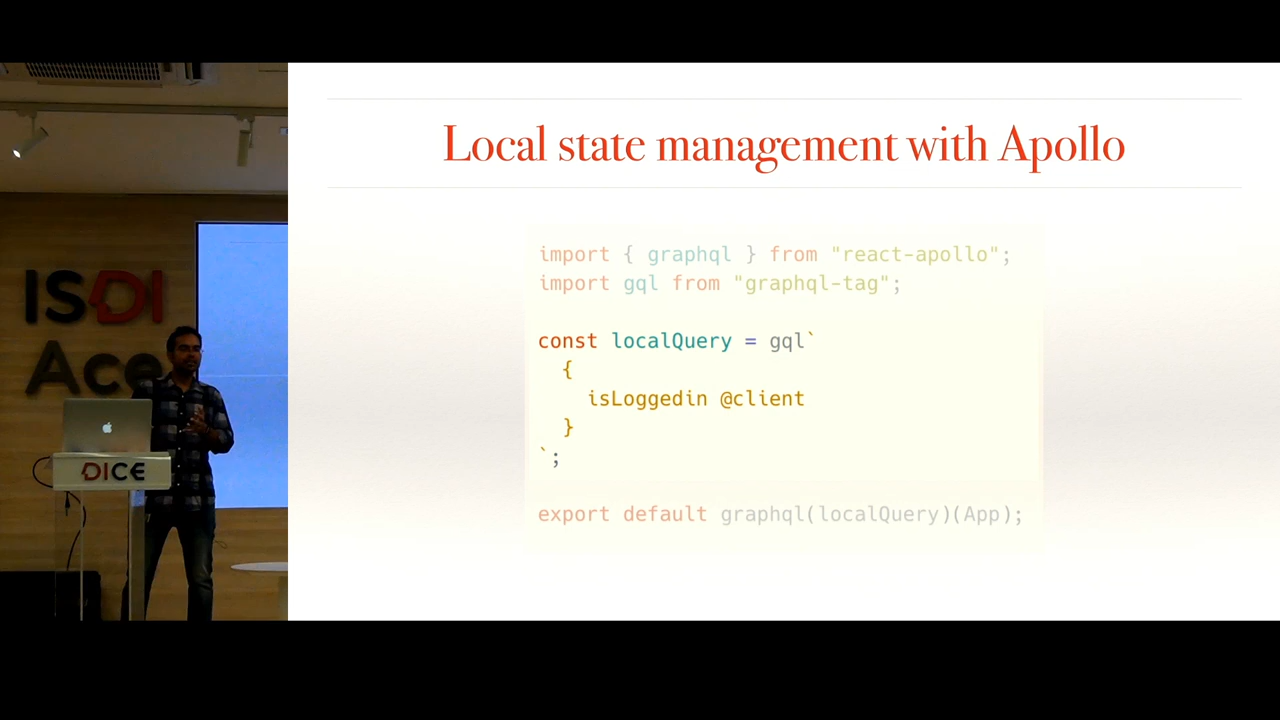 ISDI
Ace
DICE
Local state management with Apollo
import { graphql } from "react-apollo";
import gql from "graphql-tag";
const localQuery = gql`
{
isLoggedin @client
}
`;
export default graphql(localQuery)(App);